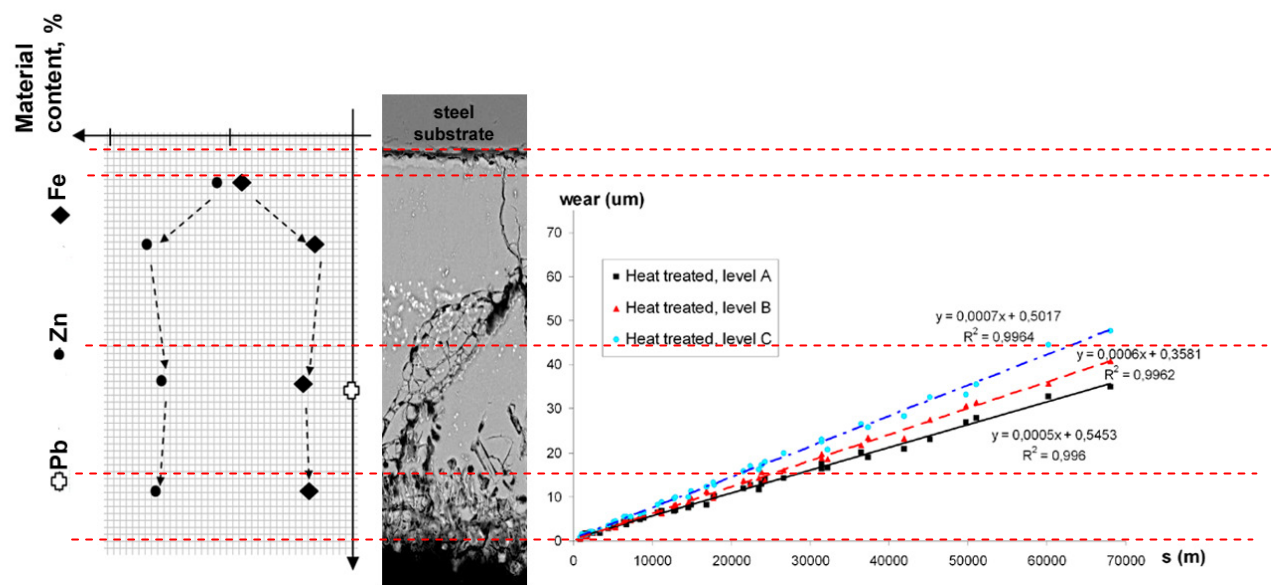 Material
content, %
Fe
Zn
Pb
steel
substrate
wear (um)
70
60
50
40
30
20
10
0
Heat treated, level A
Heat treated, level B
Heat treated, level C
y = 0,0007x + 0,5017
R² = 0,9964
y = 0,0006x + 0,3581
R² = 0,9962
y = 0,0005x + 0,5453
R² = 0,996
0
10000
20000
30000
40000
50000
60000
70000
s (m)